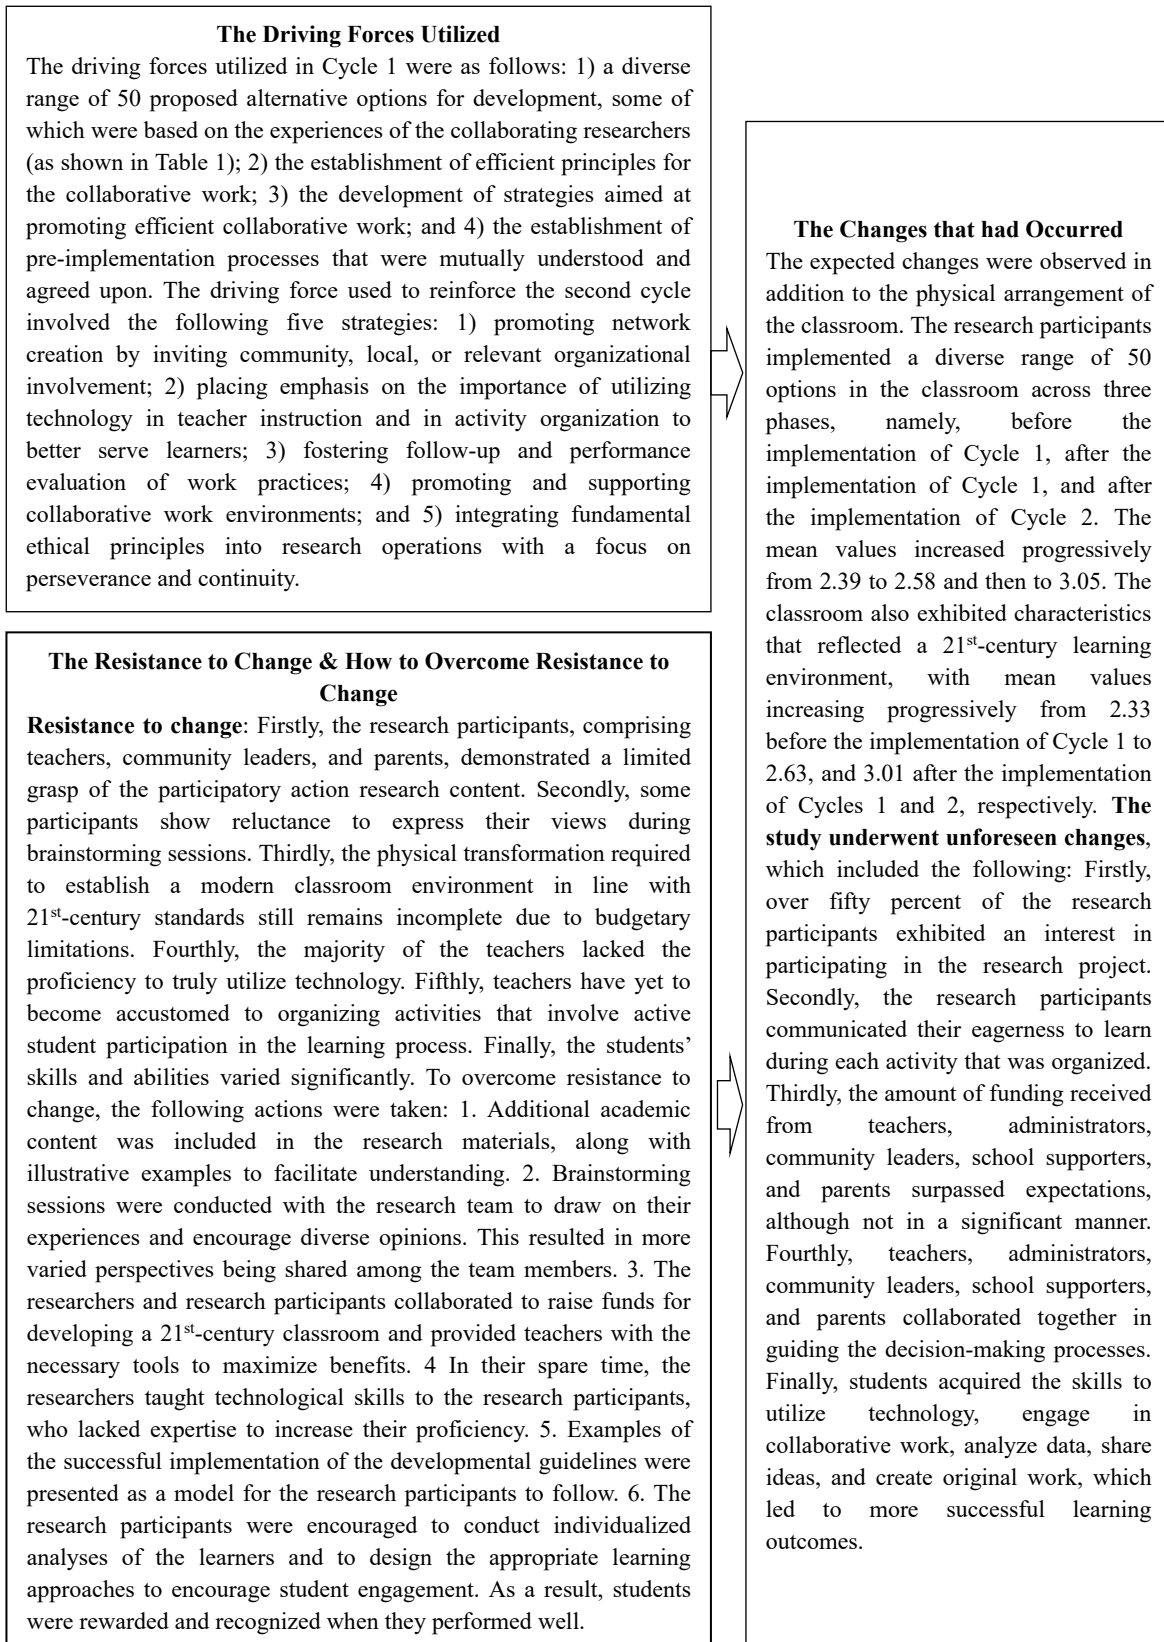 The Driving Forces Utilized
The driving forces utilized in Cycle 1 were as follows: 1) a diverse
range of 50 proposed alternative options for development, some of
which were based on the experiences of the collaborating researchers
(as shown in Table 1); 2) the establishment of efficient principles for
the collaborative work; 3) the development of strategies aimed at
promoting efficient collaborative work; and 4) the establishment of
pre-implementation processes that were mutually understood and
agreed upon. The driving force used to reinforce the second cycle
involved the following five strategies: 1) promoting network
creation by inviting community, local, or relevant organizational
involvement; 2) placing emphasis on the importance of utilizing
technology in teacher instruction and in activity organization to
better serve learners; 3) fostering follow-up and performance
evaluation of work practices; 4) promoting and supporting
collaborative work environments; and 5) integrating fundamental
ethical principles into research operations with a focus on
perseverance and continuity.
The Resistance to Change & How to Overcome Resistance to
Change
Resistance to change: Firstly, the research participants, comprising
teachers, community leaders, and parents, demonstrated a limited
grasp of the participatory action research content. Secondly, some
participants show reluctance to express their views during
brainstorming sessions. Thirdly, the physical transformation required
to establish a modern classroom environment in line with
21st-century standards still remains incomplete due to budgetary
limitations. Fourthly, the majority of the teachers lacked the
proficiency to truly utilize technology. Fifthly, teachers have yet to
become accustomed to organizing activities that involve active
student participation in the learning process. Finally, the students’
skills and abilities varied significantly. To overcome resistance to
change, the following actions were taken: 1. Additional academic
content was included in the research materials, along with
illustrative examples to facilitate understanding. 2. Brainstorming
sessions were conducted with the research team to draw on their
experiences and encourage diverse opinions. This resulted in more
varied perspectives being shared among the team members. 3. The
researchers and research participants collaborated to raise funds for
developing a 21st-century classroom and provided teachers with the
necessary tools to maximize benefits. 4 In their spare time, the
researchers taught technological skills to the research participants,
who lacked expertise to increase their proficiency. 5. Examples of
the successful implementation of the developmental guidelines were
presented as a model for the research participants to follow. 6. The
research participants were encouraged to conduct individualized
analyses of the learners and to design the appropriate learning
approaches to encourage student engagement. As a result, students
were rewarded and recognized when they performed well.
The Changes that had Occurred
The expected changes were observed in
addition to the physical arrangement of
the classroom. The research participants
implemented a diverse range of 50
options in the classroom across three
phases, namely, before the
implementation of Cycle 1, after the
implementation of Cycle 1, and after
the implementation of Cycle 2. The
mean values increased progressively
from 2.39 to 2.58 and then to 3.05. The
classroom also exhibited characteristics
that reflected a 21st-century learning
environment, with mean values
increasing progressively from 2.33
before the implementation of Cycle 1 to
2.63, and 3.01 after the implementation
of Cycles 1 and 2, respectively. The
study underwent unforeseen changes,
which included the following: Firstly,
over fifty percent of the research
participants exhibited an interest in
participating in the research project.
Secondly, the research participants
communicated their eagerness to learn
during each activity that was organized.
Thirdly, the amount of funding received
from teachers, administrators,
community leaders, school supporters,
and parents surpassed expectations,
although not in a significant manner.
Fourthly, teachers, administrators,
community leaders, school supporters,
and parents collaborated together in
guiding the decision-making processes.
Finally, students acquired the skills to
utilize technology, engage in
collaborative work, analyze data, share
ideas, and create original work, which
led to more successful learning
outcomes.